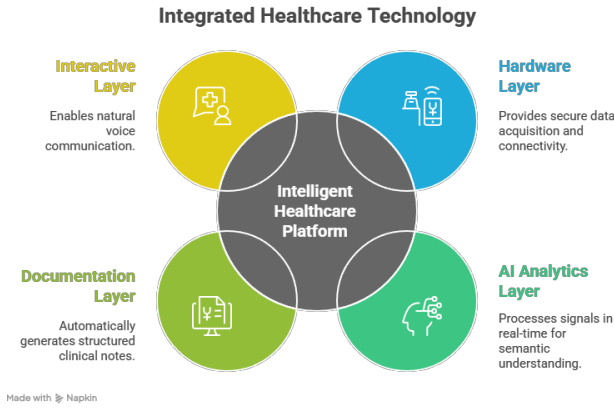 Integrated Healthcare Technology
Interactive
Layer
Enables natural
voice
communication.
Hardware
Layer
Provides secure data
acquisition and
connectivity.
Intelligent
Healthcare
Platform
Documentation
Layer
Automatically
generates structured
clinical notes.
AI Analytics
Layer
Processes signals in
real-time for
semantic
understanding.
Made with Napkin